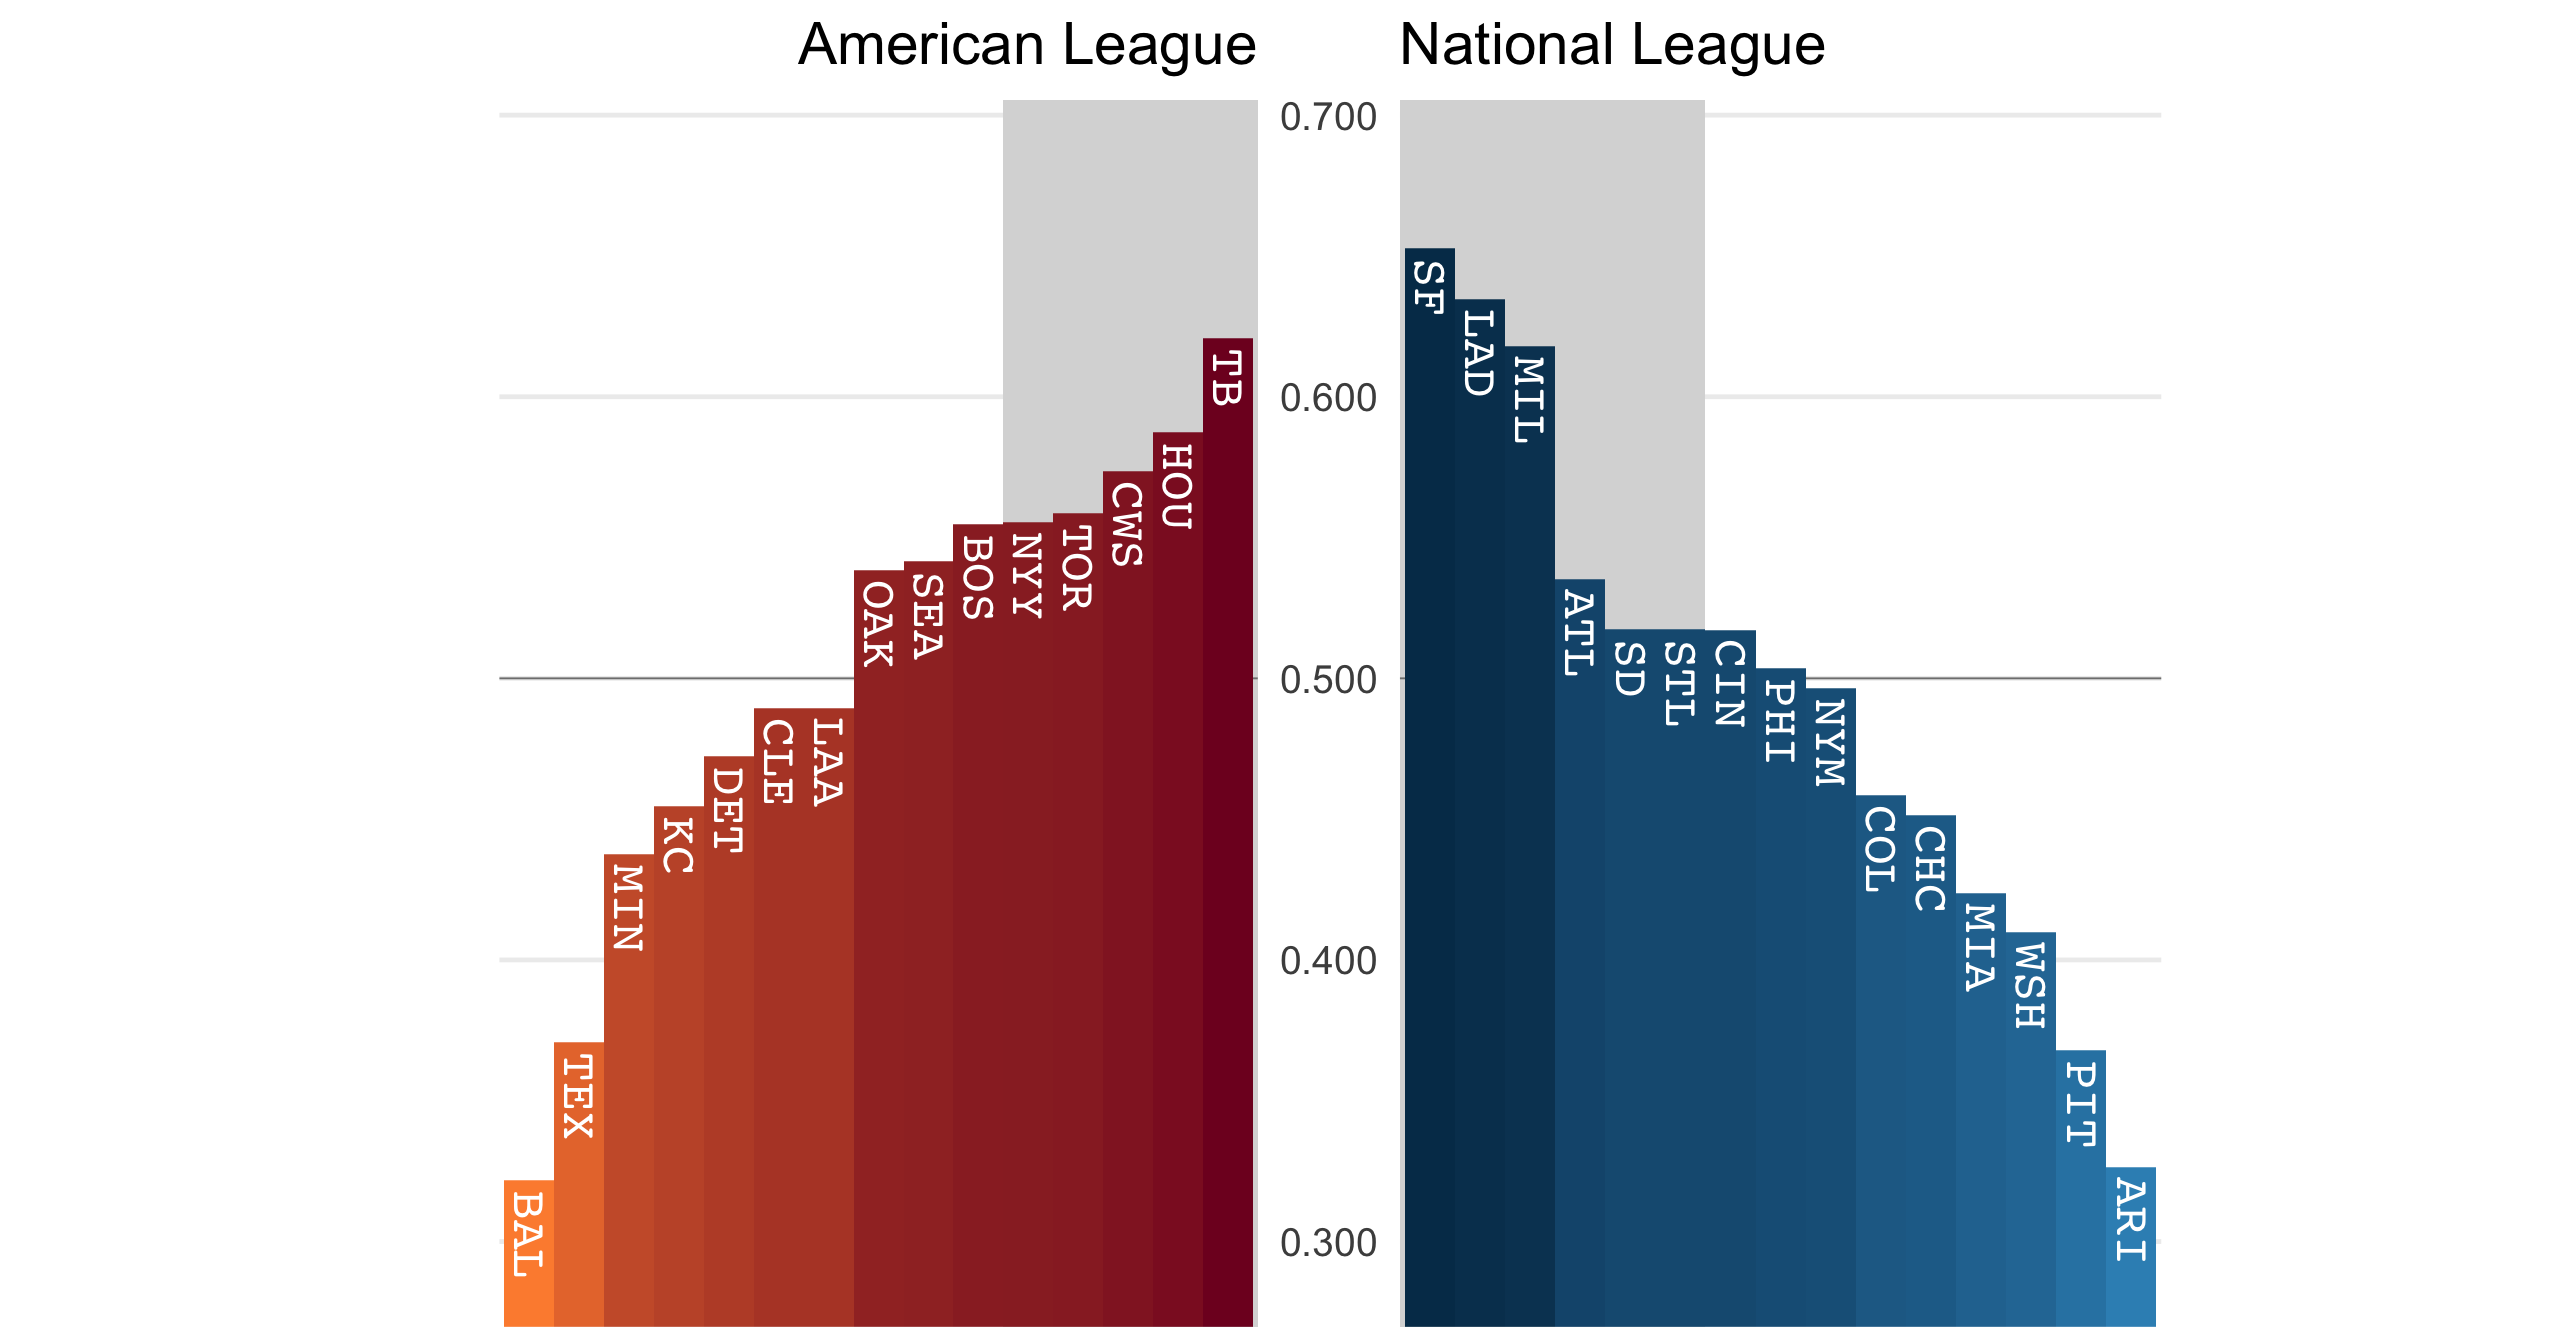 American League
National League
0.700
0.600
0.500
0.400
0.300
BAL
TEX
MIN
KC
DET
CLE
LAA
OAK
SEA
BOS
NYY
TOR
CWS
HOU
TB
SF
LAD
MIL
ATL
SD
STL
CIN
PHI
NYM
COL
CHC
MIA
WSH
PIT
ARI